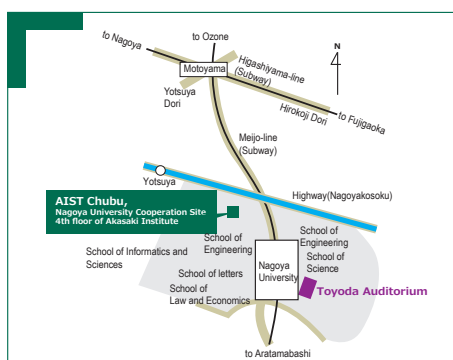 to Ozone
to Nagoya
N
Motoyama
Higashiyama-line
(Subway)
Yotsuya
Dori
Hirokoji Dori
to Fujigaoka
Meijo-line
(Subway)
Yotsuya
Highway(Nagoyakosoku)
AIST Chubu,
Nagoya University Cooperation Site
4th floor of Akasaki Institute
School of
Engineering
School of
Engineering
School of Informatics and
Sciences
School of
Science
School of letters
Nagoya
University
School of
Law and Economics
Toyoda Auditorium
to Aratamabashi